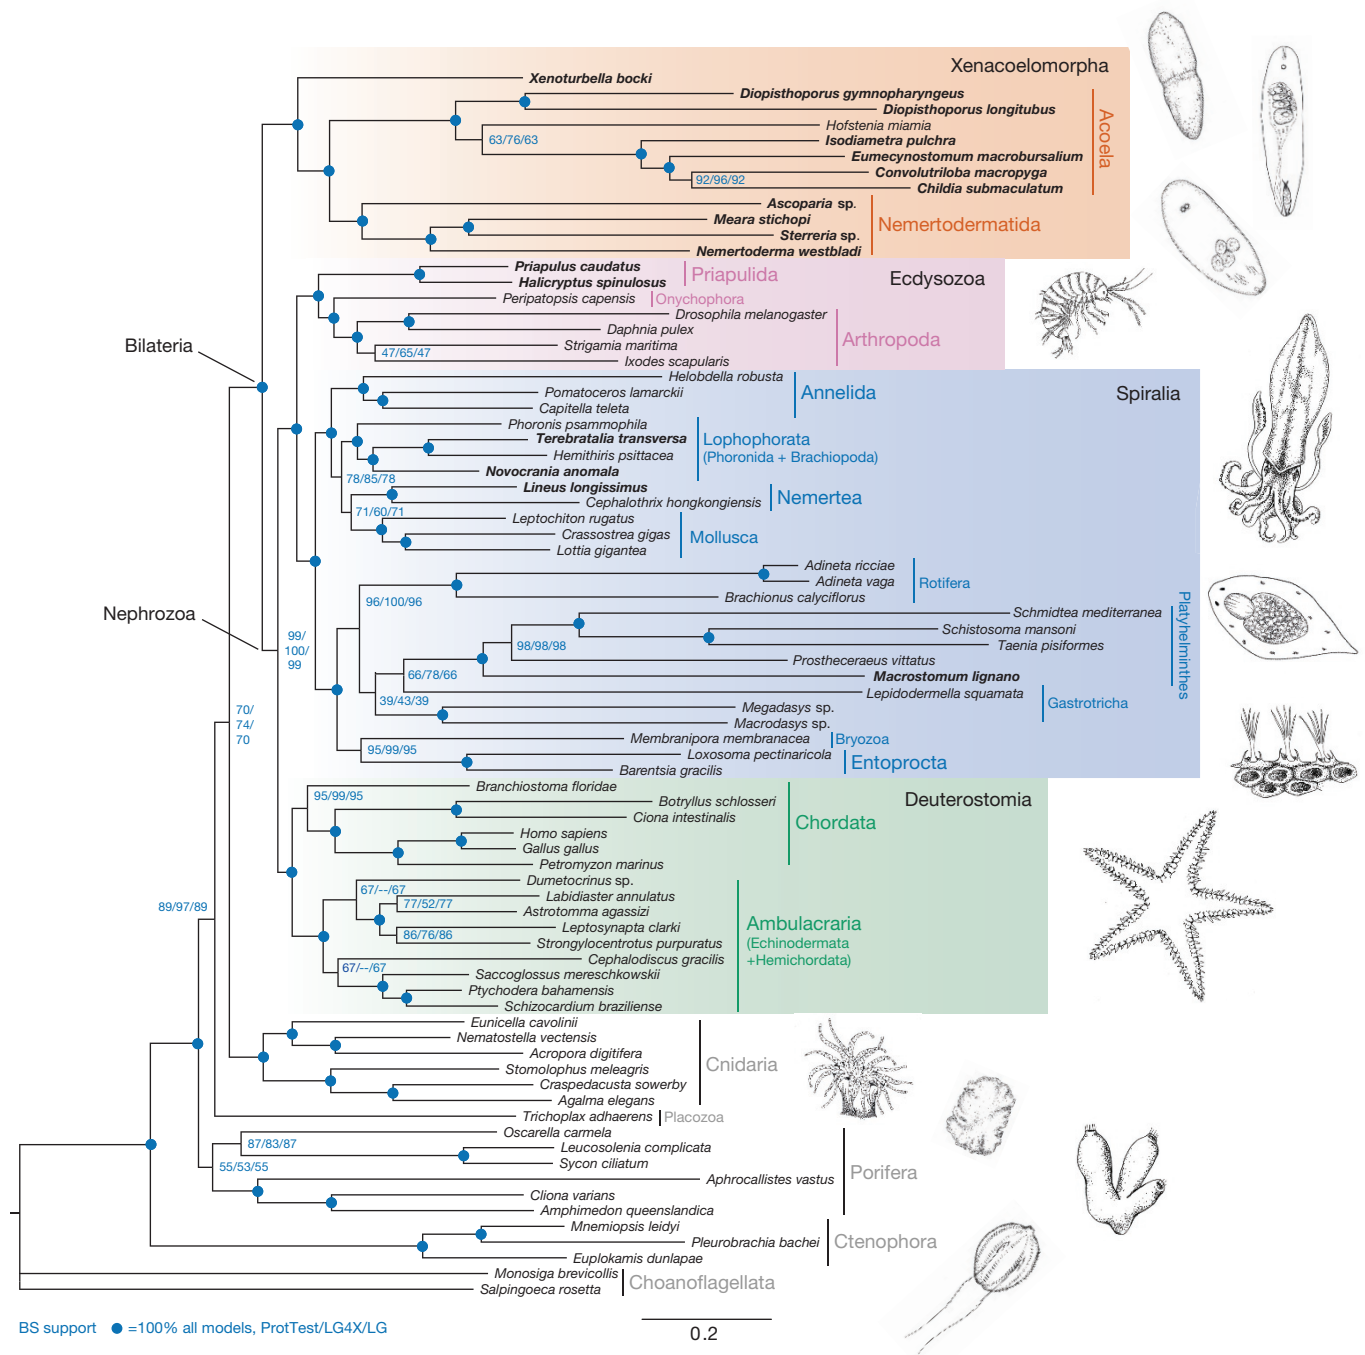 Xenacoelomorpha
Xenoturbella bocki
Diopisthoporus gymnopharyngeus
Diopisthoporus longitubus
Hofstenia miamia
63/76/63
Isodiametra pulchra
Eumecynostomum macrobursalium
Convolutriloba macropyga
92/96/92
Childia submaculatum
Acoela
Ascoparia sp.
Meara stichopi
Nemertodermatida
Sterreria sp.
Nemertoderma westbladi
Priapulus caudatus
Priapulida
Ecdysozoa
Halicryptus spinulosus
Peripatopsis capensis
Onychophora
Drosophila melanogaster
Daphnia pulex
Arthropoda
Strigamia maritima
47/65/47
Ixodes scapularis
Bilateria
Helobdella robusta
Pomatoceros lamarckii
Annelida
Spiralia
Capitella teleta
Phoronis psammophila
Terebratalia transversa
Lophophorata
Hemithiris psittacea
(Phoronida + Brachiopoda)
Novocrania anomala
78/85/78
Lineus longissimus
Nemertea
Cephalothrix hongkongiensis
71/60/71
Leptochiton rugatus
Crassostrea gigas
Mollusca
Lottia gigantea
Adineta ricciae
Adineta vaga
Rotifera
Brachionus calyciflorus
96/100/96
Nephrozoa
Schmidtea mediterranea
Schistosoma mansoni
98/98/98
Taenia pisiformes
Prostheceraeus vittatus
Macrostomum lignano
Platyhelminthes
99/
100/
99
66/78/66
Lepidodermella squamata
39/43/39
Megadasys sp.
Gastrotricha
Macrodasys sp.
70/
74/
70
Membranipora membranacea
Bryozoa
95/99/95
Loxosoma pectinaricola
Entoprocta
Barentsia gracilis
Branchiostoma floridae
95/99/95
Deuterostomia
Botryllus schlosseri
Ciona intestinalis
Chordata
Homo sapiens
Gallus gallus
Petromyzon marinus
Dumetocrinus sp.
67/--/67
Labidiaster annulatus
77/52/77
Astrotomma agassizi
89/97/89
Leptosynapta clarki
Ambulacraria
86/76/86
Strongylocentrotus purpuratus
(Echinodermata
Cephalodiscus gracilis
+Hemichordata)
67/--/67
Saccoglossus mereschkowskii
Ptychodera bahamensis
Schizocardium braziliense
Eunicella cavolinii
Nematostella vectensis
Acropora digitifera
Cnidaria
Stomolophus meleagris
Craspedacusta sowerby
Agalma elegans
Trichoplax adhaerens
Placozoa
Oscarella carmela
87/83/87
Leucosolenia complicata
55/53/55
Sycon ciliatum
Porifera
Aphrocallistes vastus
Cliona varians
Amphimedon queenslandica
Mnemiopsis leidyi
Pleurobrachia bachei
Ctenophora
Euplokamis dunlapae
Monosiga brevicollis
Choanoflagellata
Salpingoeca rosetta
BS support =100% all models, ProtTest/LG4X/LG
0.2